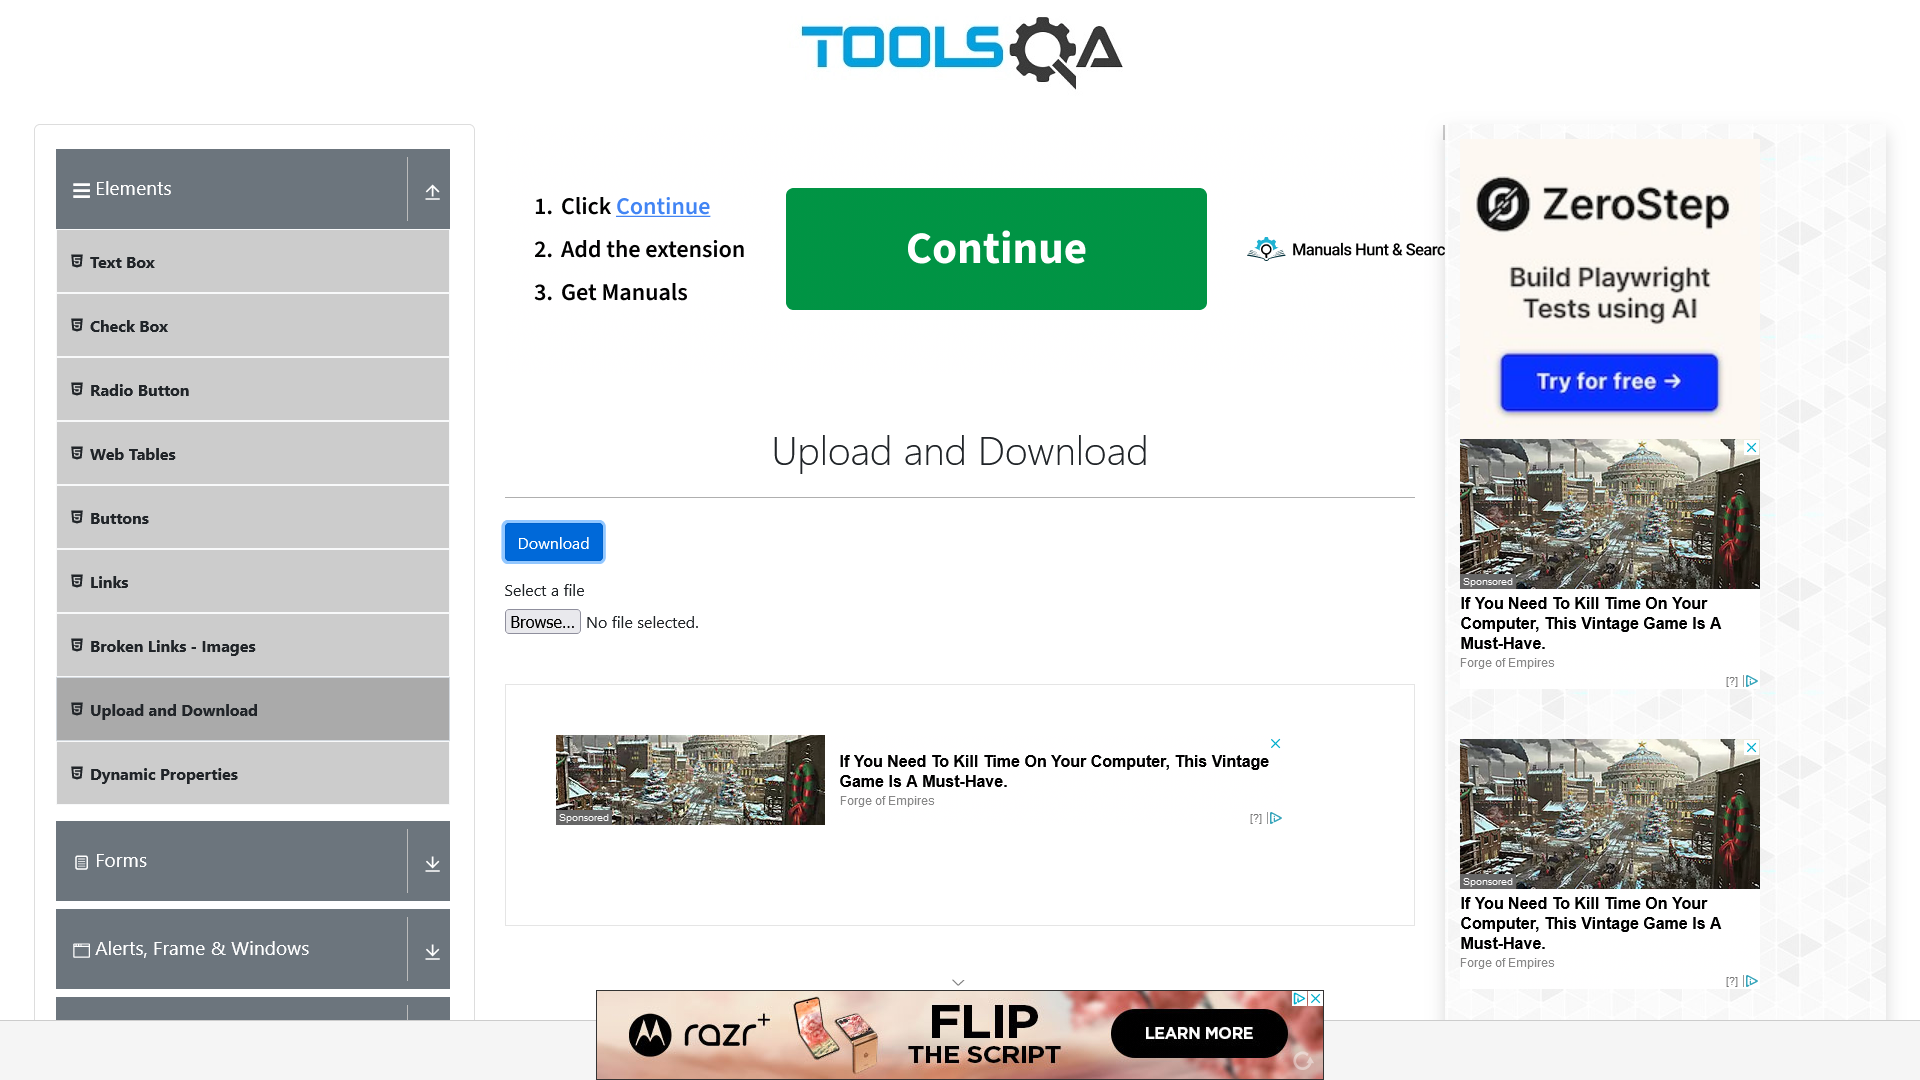 TOOLSQA
Elements
Text Box
Check Box
Radio Button
Web Tables
Buttons
Links
Broken Links - Images
Upload and Download
Dynamic Properties
Forms
Alerts, Frame & Windows
1. Click Continue
2. Add the extension
3. Get Manuals
Continue
Manuals Hunt & Searc
Upload and Download
Download
Select a file
Browse... No file selected.
Sponsored
If You Need To Kill Time On Your Computer, This Vintage
Game Is A Must-Have.
Forge of Empires
[?]
ZeroStep
Build Playwright
Tests using AI
Try for free →
Sponsored
If You Need To Kill Time On Your
Computer, This Vintage Game Is A
Must-Have.
Forge of Empires
[?]
Sponsored
If You Need To Kill Time On Your
Computer, This Vintage Game Is A
Must-Have.
Forge of Empires
[?]
razr+
FLIP
THE SCRIPT
LEARN MORE